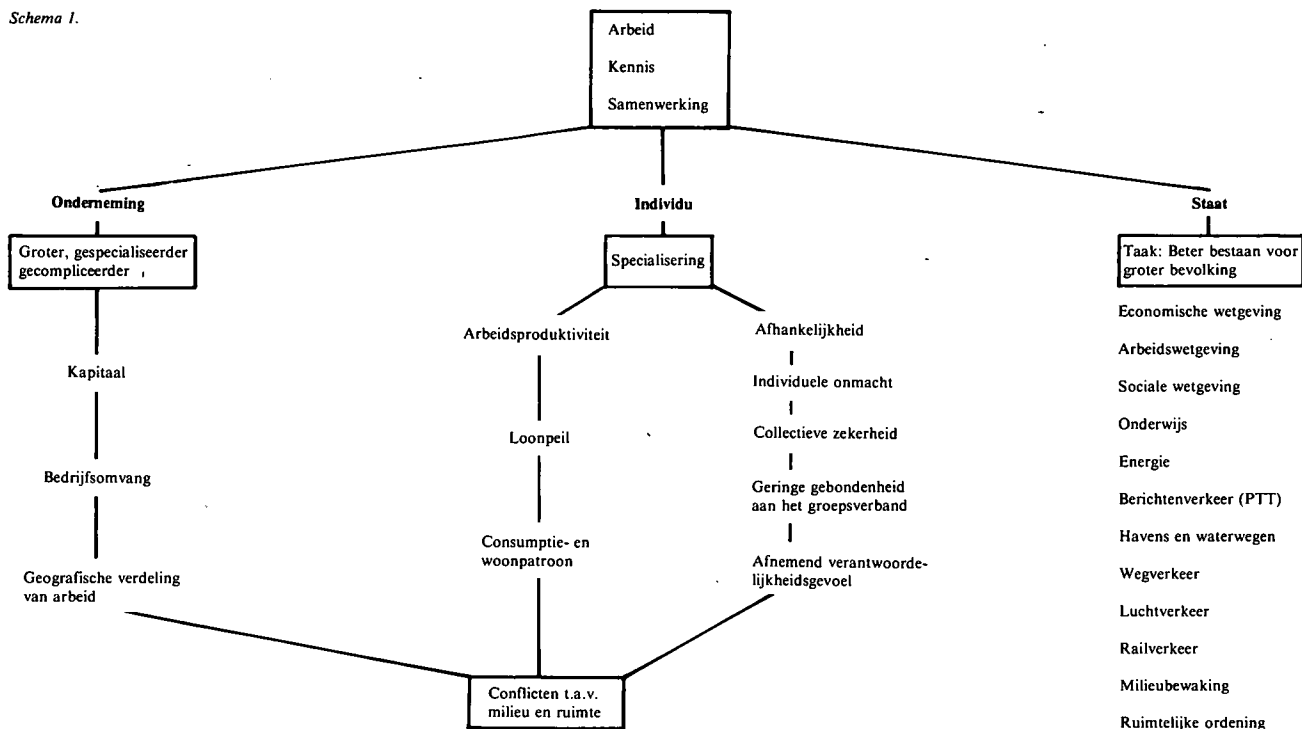 Schema 1.
Arbeid
Kennis
Samenwerking
Onderneming
Groter, gespecialiseerder
gecompliceerder
Kapitaal
Bedrijfsomvang
Geografische verdeling
van arbeid
Individu
Specialisering
Arbeidsproduktiviteit
Loonpeil
Consumptie- en
woonpatroon
Afhankelijkheid
Individuele onmacht
Collectieve zekerheid
Geringe gebondenheid
aan het groepsverband
Afnemend verantwoorde-
lijkheidsgevoel
Conflicten t.a.v.
milieu en ruimte
Staat
Taak: Beter bestaan voor
groter bevolking
Economische wetgeving
Arbeidswetgeving
Sociale wetgeving
Onderwijs
Energie
Berichtenverkeer (PTT)
Havens en waterwegen
Wegverkeer
Luchtverkeer
Railverkeer
Milieubewaking
Ruimtelijke ordening